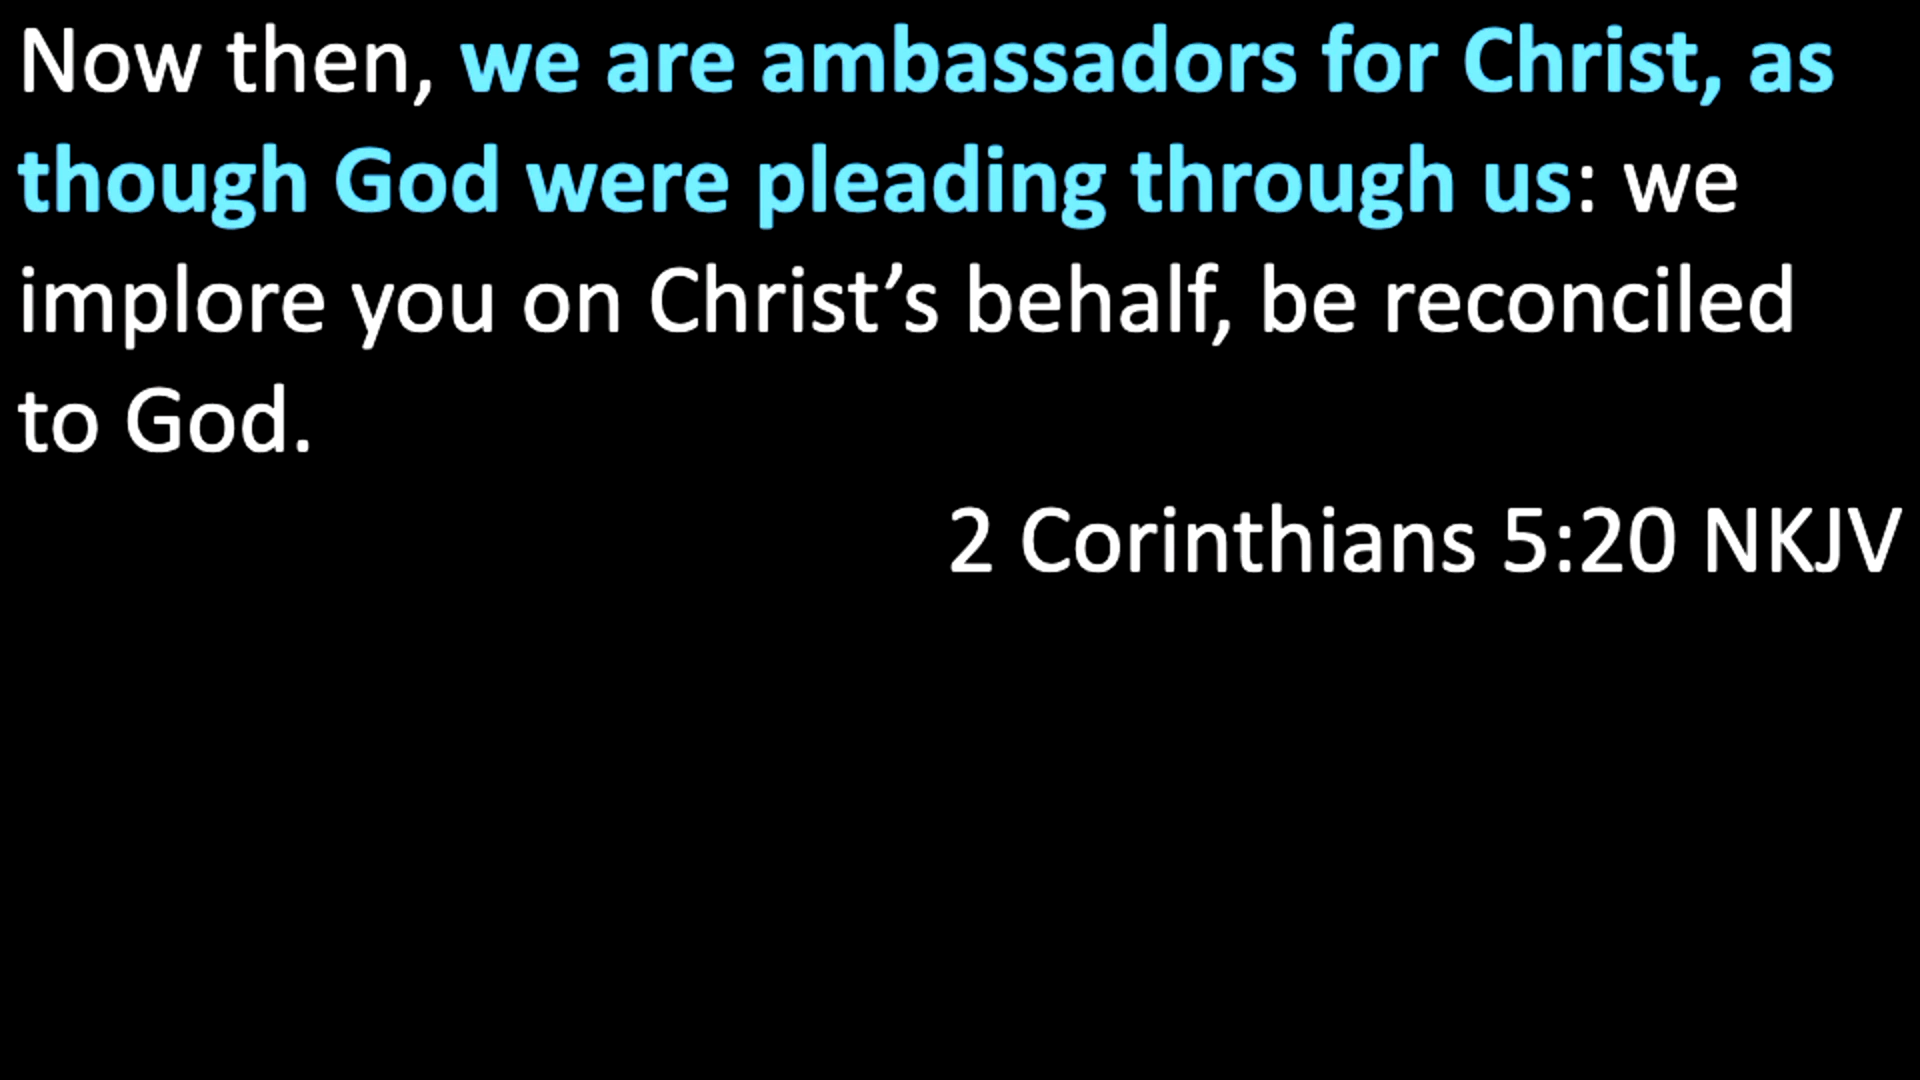 Now then, we are ambassadors for Christ, as
though God were pleading through us: we
implore you on Christ’s behalf, be reconciled
to God.
2 Corinthians 5:20 NKJV